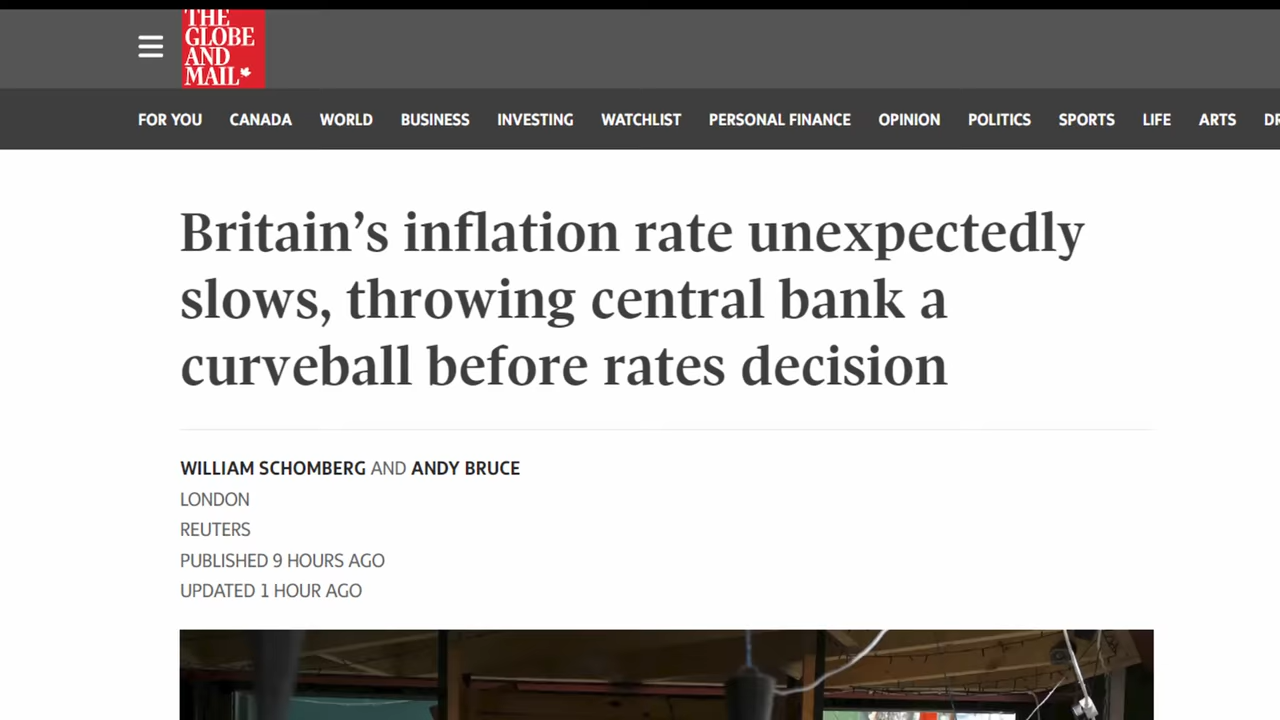 THE
GLOBE
AND
MAIL
FOR YOU CANADA WORLD BUSINESS INVESTING WATCHLIST PERSONAL FINANCE OPINION POLITICS SPORTS LIFE ARTS
Britain's inflation rate unexpectedly
slows, throwing central bank a
curveball before rates decision
WILLIAM SCHOMBERG AND ANDY BRUCE
LONDON
REUTERS
PUBLISHED 9 HOURS AGO
UPDATED 1 HOUR AGO